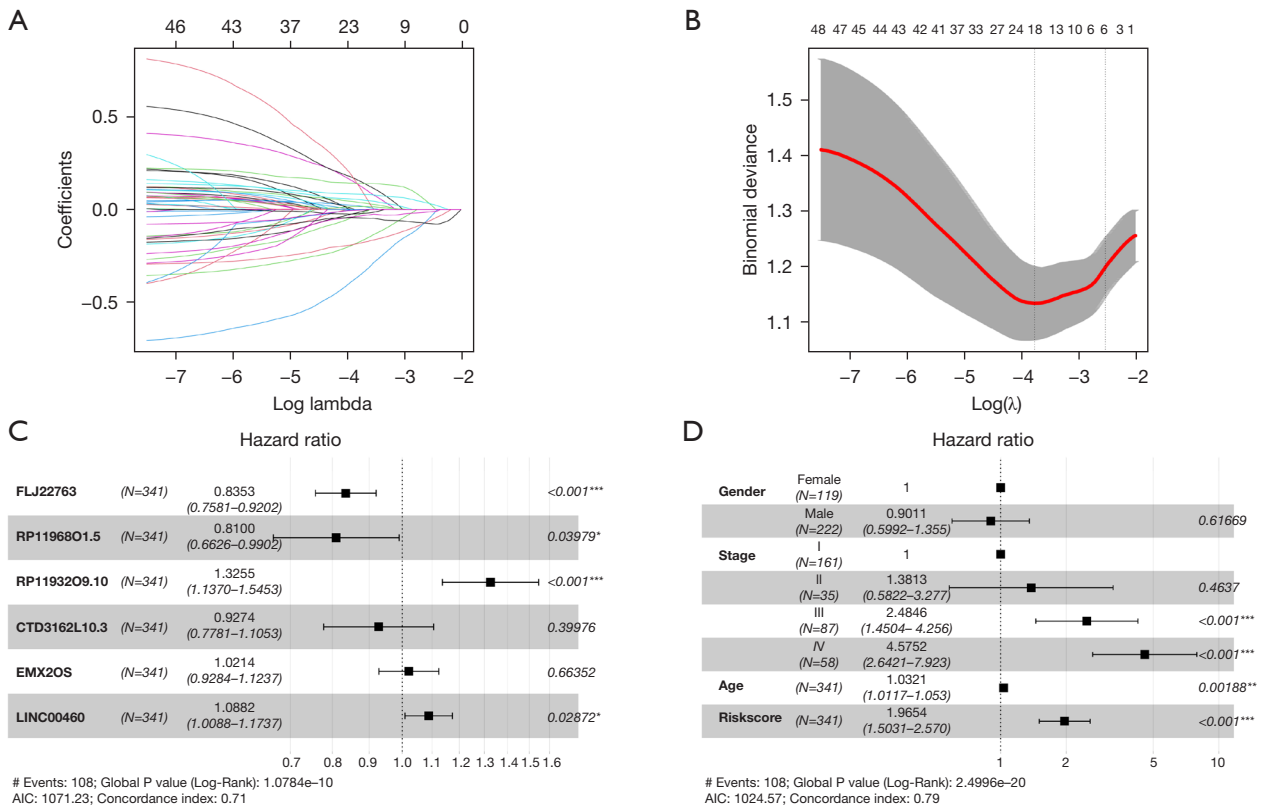 A
46 43 37 23 9 0
0.5
0.0
−0.5
Coefficients
−7 −6 −5 −4 −3 −2
Log lambda
B
48 47 45 44 43 42 41 37 33 27 24 18 13 10 6 6 3 1
1.5
1.4
1.3
1.2
1.1
Binomial deviance
−7 −6 −5 −4 −3 −2
Log(λ)
C
Hazard ratio
FLJ22763 (N=341) 0.8353 (0.7581–0.9202) <0.001***
RP11968O1.5 (N=341) 0.8100 (0.6626–0.9902) 0.03979*
RP11932O9.10 (N=341) 1.3255 (1.1370–1.5453) <0.001***
CTD3162L10.3 (N=341) 0.9274 (0.7781–1.1053) 0.39976
EMX2OS (N=341) 1.0214 (0.9284–1.1237) 0.66352
LINC00460 (N=341) 1.0882 (1.0088–1.1737) 0.02872*
0.7 0.8 0.9 1.0 1.1 1.2 1.3 1.4 1.5 1.6
# Events: 108; Global P value (Log-Rank): 1.0784e–10
AIC: 1071.23; Concordance index: 0.71
D
Hazard ratio
Gender Female (N=119) 1
Male (N=222) 0.9011 (0.5992–1.355) 0.61669
Stage I (N=161) 1
II (N=35) 1.3813 (0.5822–3.277) 0.4637
III (N=87) 2.4846 (1.4504– 4.256) <0.001***
IV (N=58) 4.5752 (2.6421–7.923) <0.001***
Age (N=341) 1.0321 (1.0117–1.053) 0.00188**
Riskscore (N=341) 1.9654 (1.5031–2.570) <0.001***
1 2 5 10
# Events: 108; Global P value (Log-Rank): 2.4996e–20
AIC: 1024.57; Concordance index: 0.79